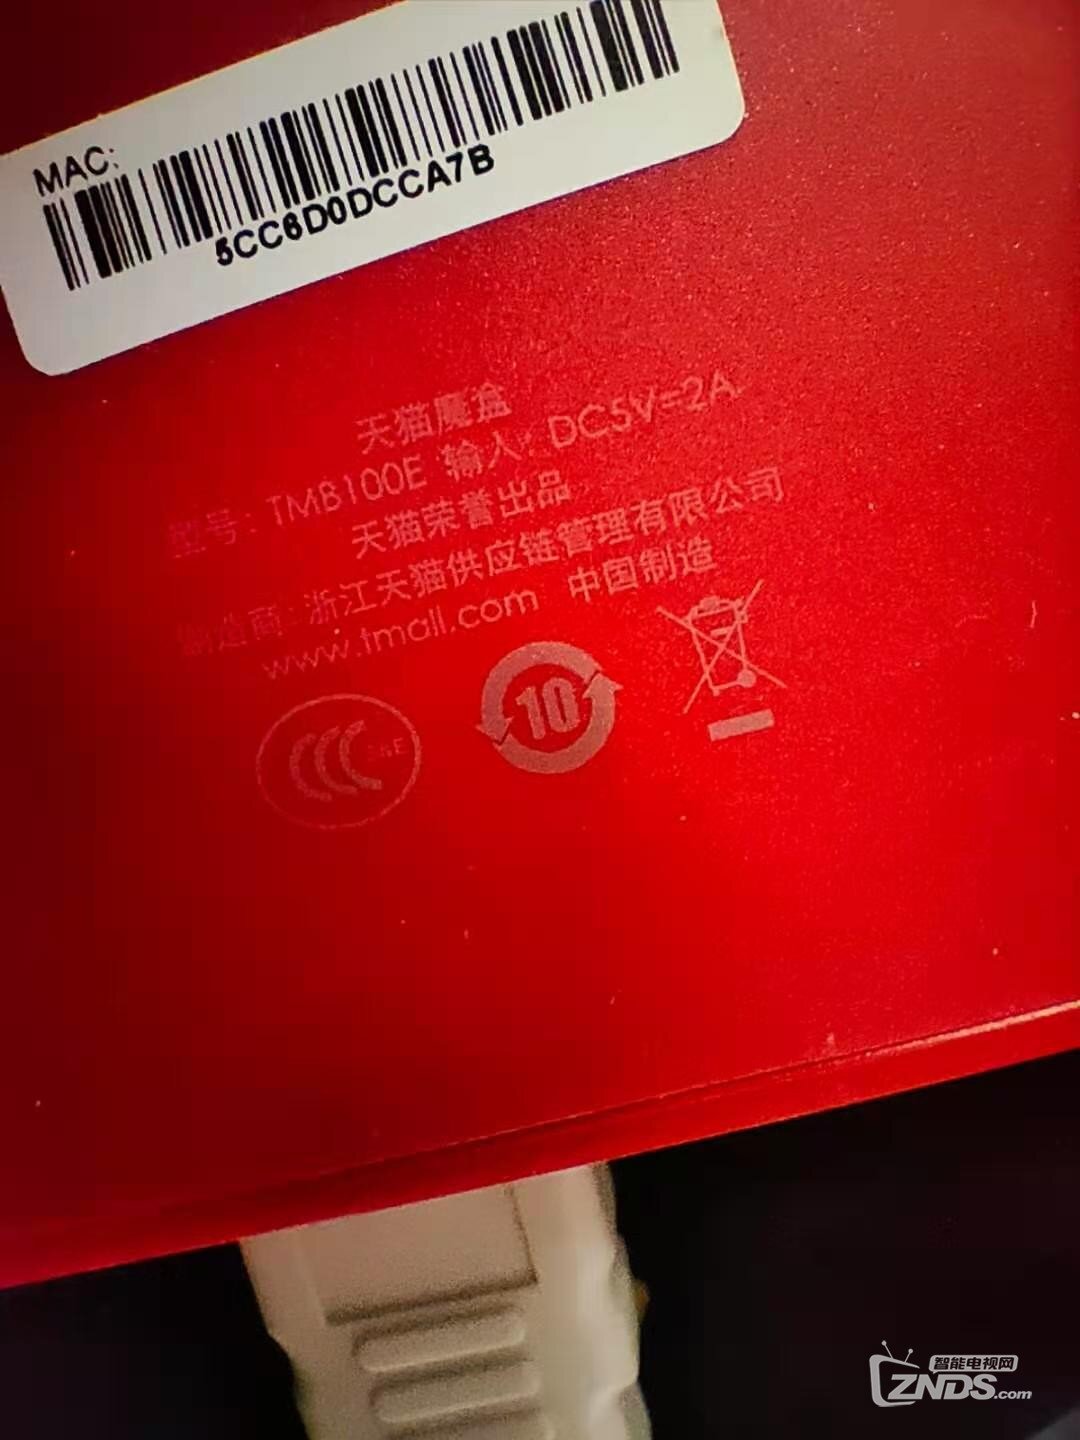 MAC:
5CC6D0DCCA7B
天猫魔盒
型号: TMB100E 输入: DC5V=2A
天猫荣誉出品
制造商: 浙江天猫供应链管理有限公司
www.tmall.com 中国制造
CCC S&E
10
智能电视网
ZNDS.com